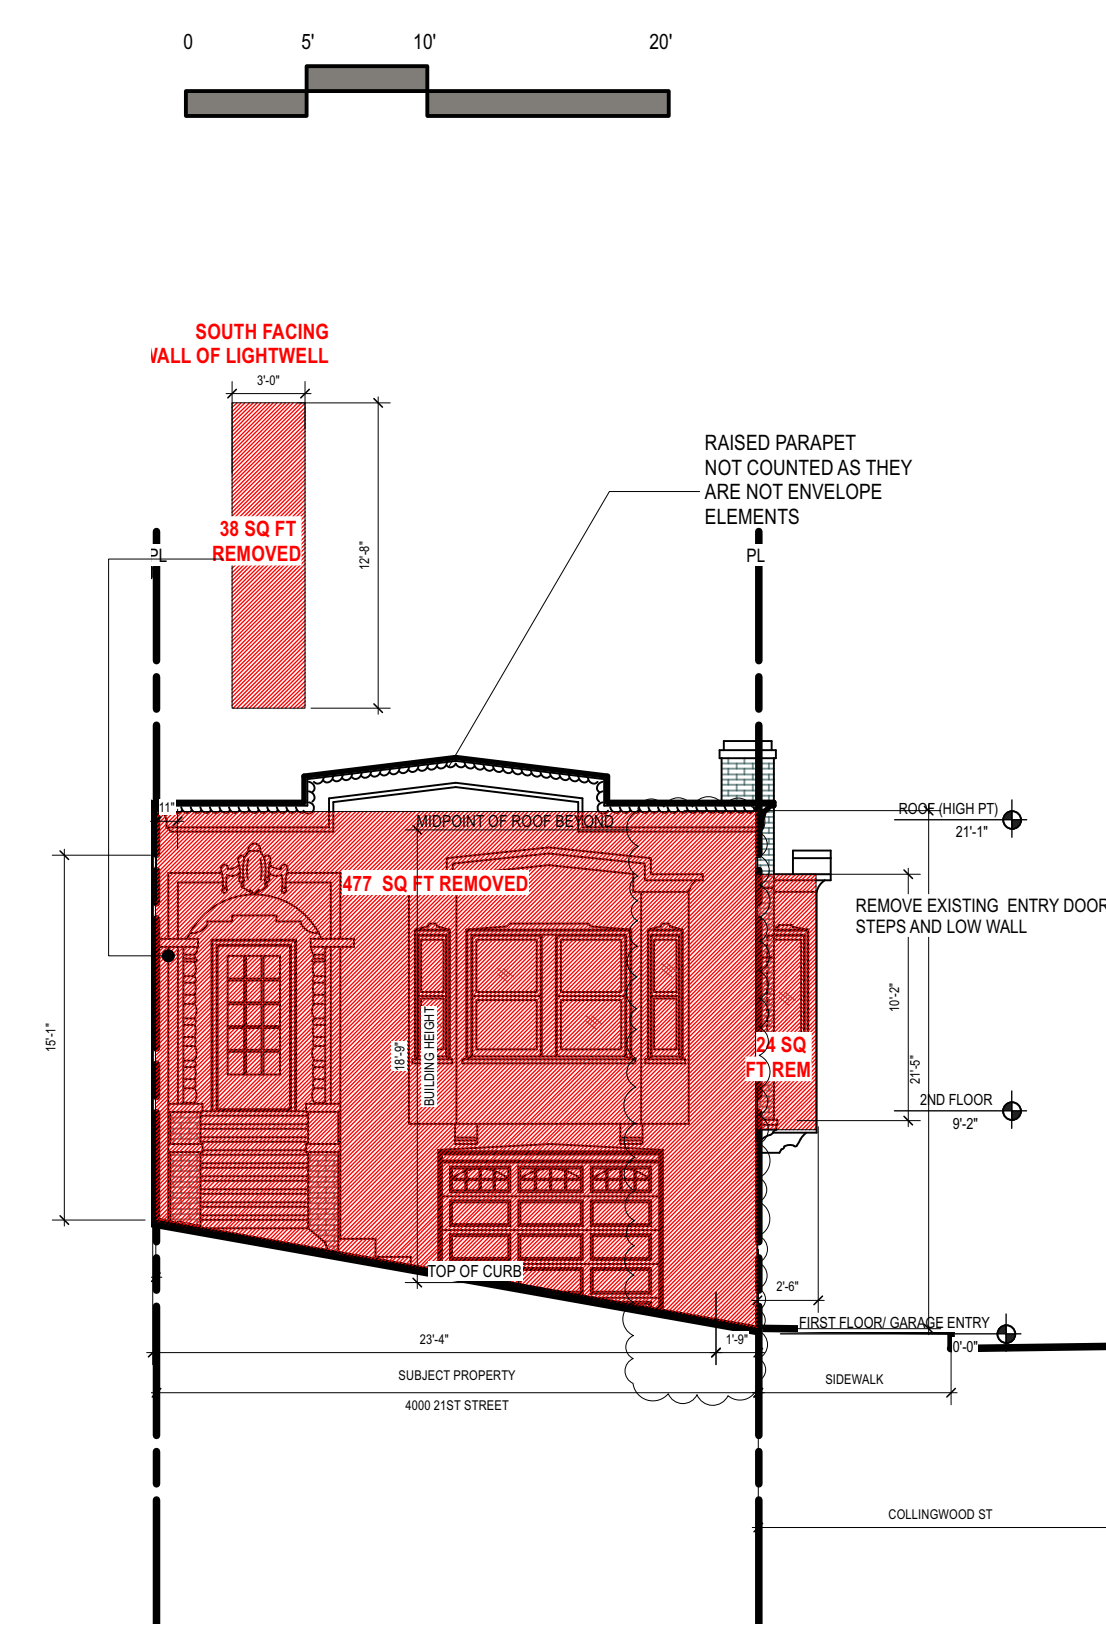 0 5' 10' 20'
SOUTH FACING
WALL OF LIGHTWELL
3'-0"
RAISED PARAPET
NOT COUNTED AS THEY
ARE NOT ENVELOPE
ELEMENTS
38 SQ FT
REMOVED
12'-8"
PL
PL
11"
ROOF (HIGH PT)
21'-1"
MIDPOINT OF ROOF BEYOND
477 SQ FT REMOVED
REMOVE EXISTING ENTRY DOOR
STEPS AND LOW WALL
10'-2"
15'-1"
18'-9"
BUILDING HEIGHT
24 SQ
FT REM
21'-5"
2ND FLOOR
9'-2"
TOP OF CURB
2'-6"
FIRST FLOOR/ GARAGE ENTRY
0'-0"
23'-4"
1'-9"
SUBJECT PROPERTY
SIDEWALK
4000 21ST STREET
COLLINGWOOD ST